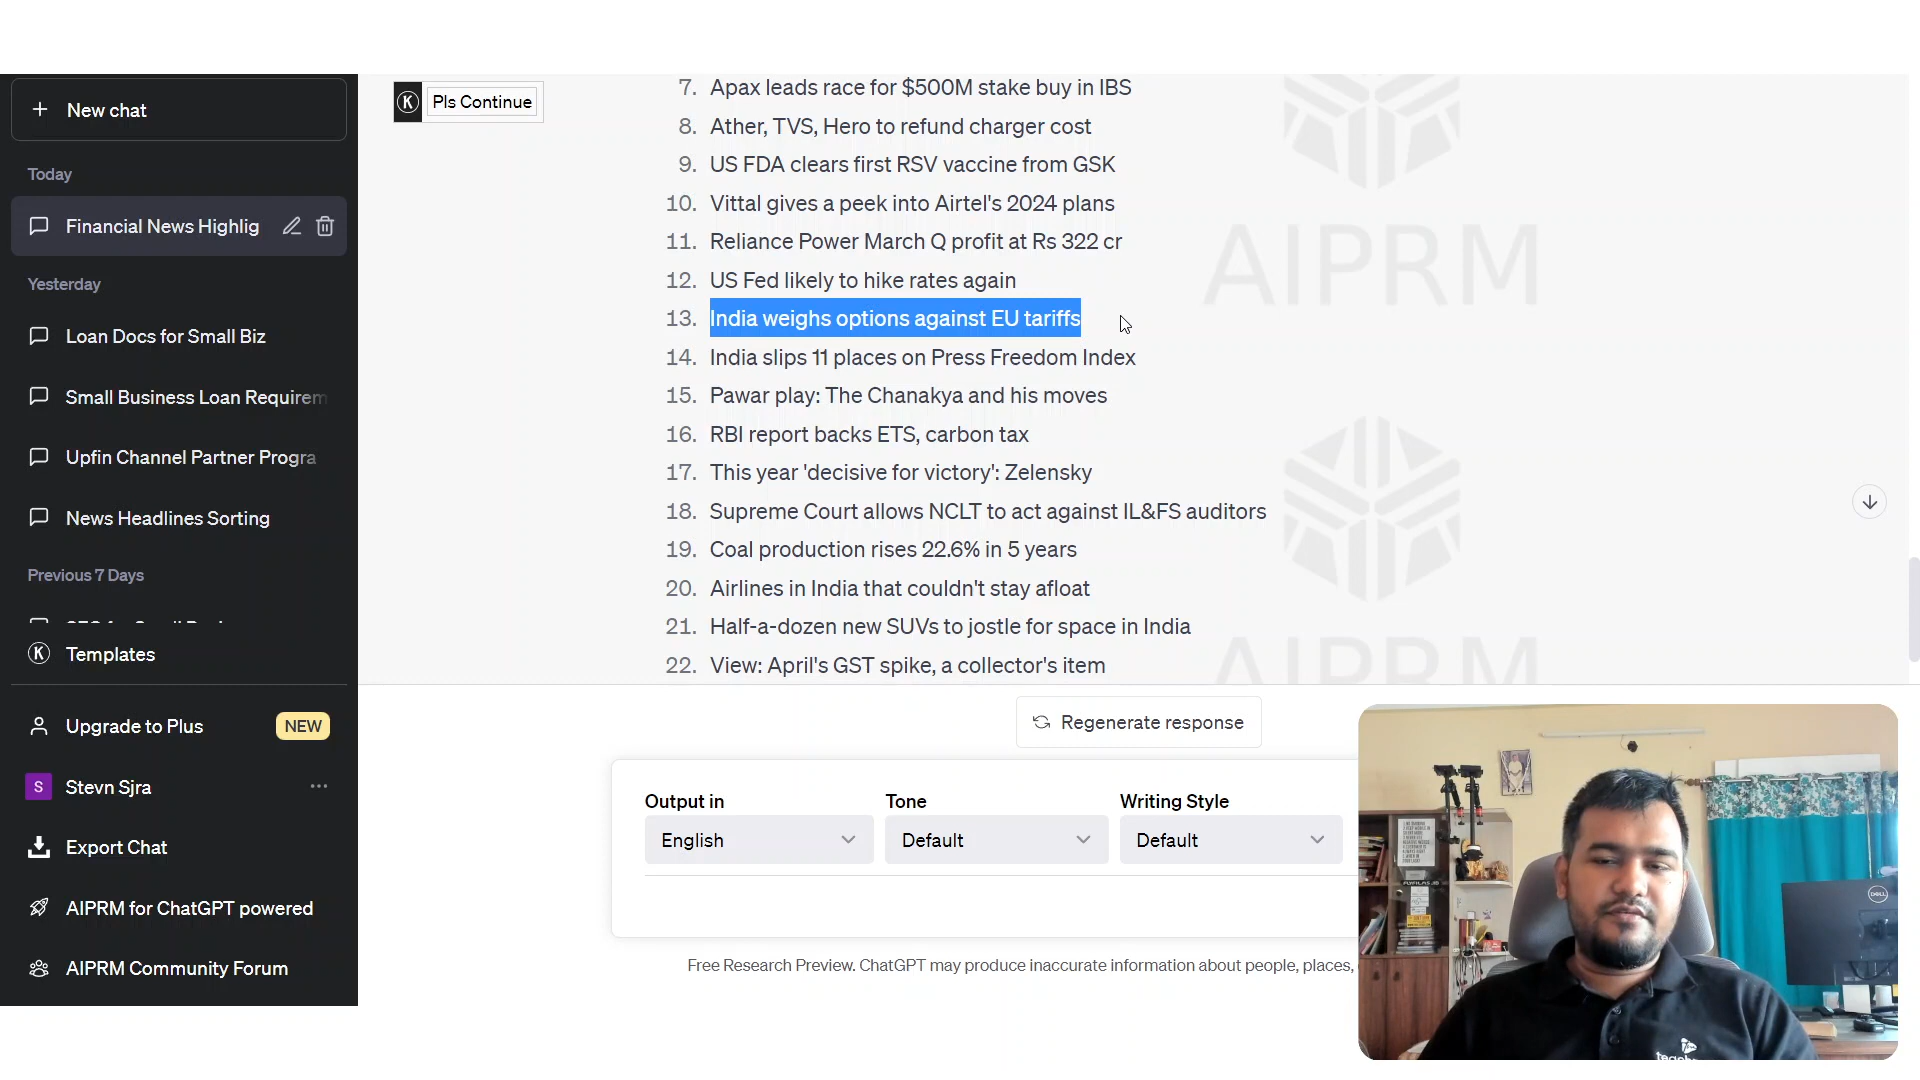 New chat
Today
Financial News Highlig
Yesterday
Loan Docs for Small Biz
Small Business Loan Requirem
Upfin Channel Partner Progra
News Headlines Sorting
Previous 7 Days
Templates
Upgrade to Plus NEW
S Stevn Sjra
Export Chat
AIPRM for ChatGPT powered
AIPRM Community Forum
K Pls Continue
7. Apax leads race for $500M stake buy in IBS
8. Ather, TVS, Hero to refund charger cost
9. US FDA clears first RSV vaccine from GSK
10. Vittal gives a peek into Airtel's 2024 plans
11. Reliance Power March Q profit at Rs 322 cr
12. US Fed likely to hike rates again
13. India weighs options against EU tariffs
14. India slips 11 places on Press Freedom Index
15. Pawar play: The Chanakya and his moves
16. RBI report backs ETS, carbon tax
17. This year 'decisive for victory': Zelensky
18. Supreme Court allows NCLT to act against IL&FS auditors
19. Coal production rises 22.6% in 5 years
20. Airlines in India that couldn't stay afloat
21. Half-a-dozen new SUVs to jostle for space in India
22. View: April's GST spike, a collector's item
AIPRM
AIPRM
Regenerate response
Output in Tone Writing Style
English Default Default
Free Research Preview. ChatGPT may produce inaccurate information about people, places,
DELL